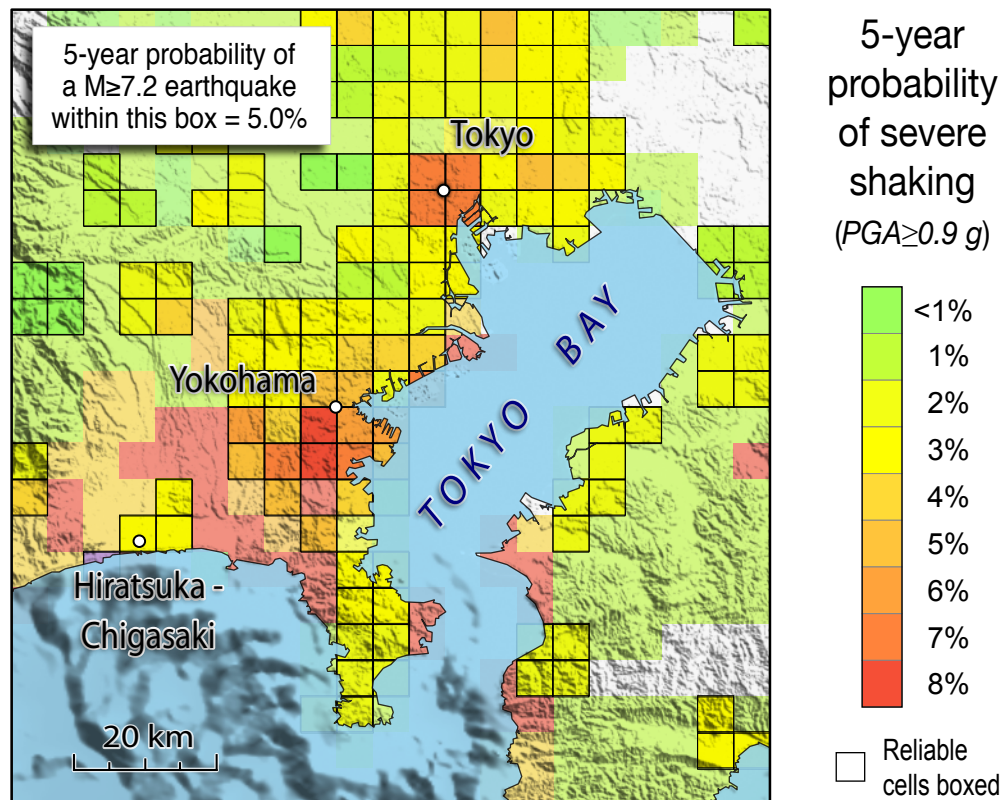 5-year probability of
a M≥7.2 earthquake
within this box = 5.0%
Tokyo
Yokohama
TOKYO BAY
Hiratsuka -
Chigasaki
20 km
5-year
probability
of severe
shaking
(PGA≥0.9 g)
<1%
1%
2%
3%
4%
5%
6%
7%
8%
Reliable
cells boxed